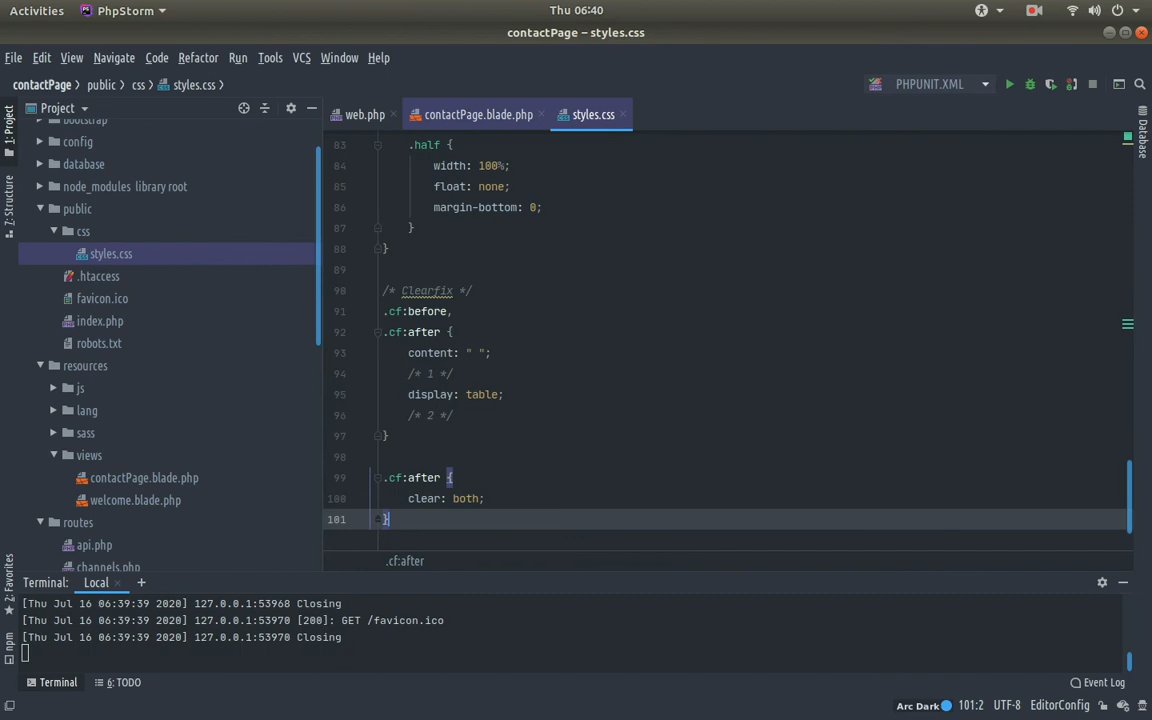 Activities PhpStorm Thu 06:40
contactPage – styles.css
File Edit View Navigate Code Refactor Run Tools VCS Window Help
contactPage public css styles.css PHPUNIT.XML
1: Project
Project
web.php contactPage.blade.php styles.css
Database
bootstrap
config
database
node_modules library root
public
css
styles.css
.htaccess
favicon.ico
index.php
robots.txt
resources
js
lang
sass
views
contactPage.blade.php
welcome.blade.php
routes
api.php
channels.php
7: Structure
2: Favorites
npm
83 .half {
84 width: 100%;
85 float: none;
86 margin-bottom: 0;
87 }
88 }
89
90 /* Clearfix */
91 .cf:before,
92 .cf:after {
93 content: " ";
94 /* 1 */
95 display: table;
96 /* 2 */
97 }
98
99 .cf:after {
100 clear: both;
101 }
.cf:after
Terminal: Local +
[Thu Jul 16 06:39:39 2020] 127.0.0.1:53968 Closing
[Thu Jul 16 06:39:39 2020] 127.0.0.1:53970 [200]: GET /favicon.ico
[Thu Jul 16 06:39:39 2020] 127.0.0.1:53970 Closing
Terminal 6: TODO Event Log
Arc Dark 101:2 UTF-8 EditorConfig